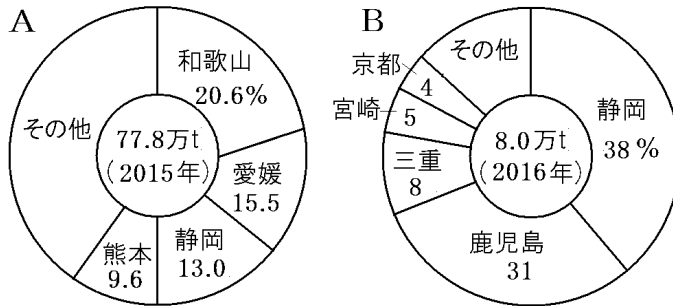 A
和歌山
20.6%
愛媛
15.5
静岡
13.0
熊本
9.6
その他
77.8万t
(2015年)
B
静岡
38%
鹿児島
31
三重
8
宮崎
5
京都
4
その他
8.0万t
(2016年)